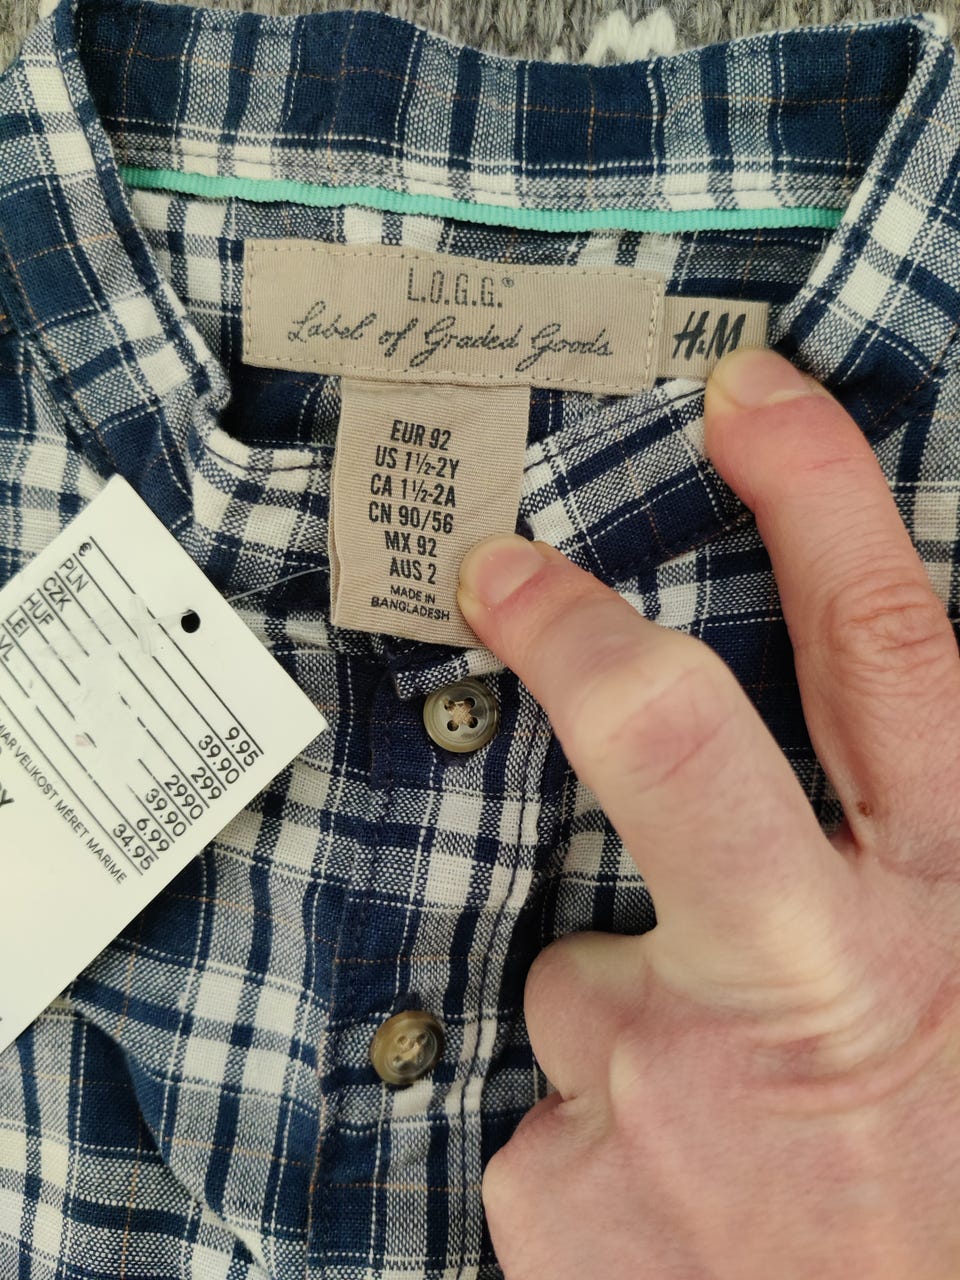 L.O.G.G.®
Label of Graded Goods
H&M
EUR 92
US 1½-2Y
CA 1½-2A
CN 90/56
MX 92
AUS 2
MADE IN
BANGLADESH
€ 9.95
PLN 39.90
CZK 299
HUF 2990
LEI 39.90
6.99
34.95
VELIKOST MÉRET MARIME